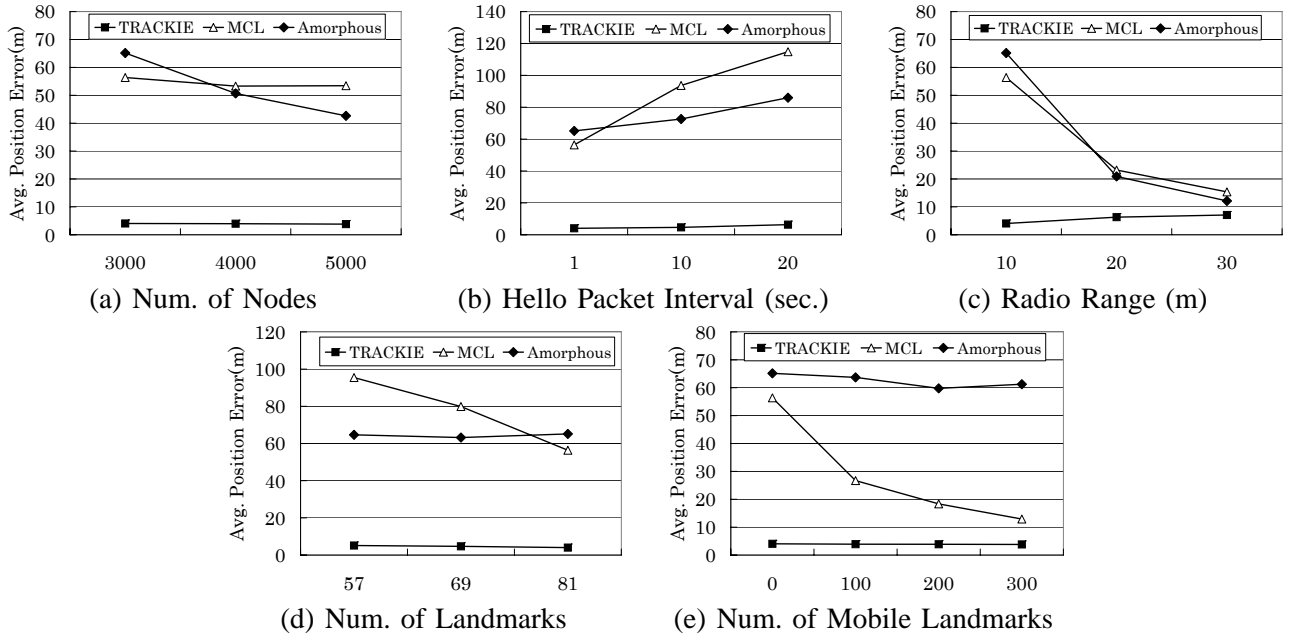 TRACKIE MCL Amorphous
Avg. Position Error(m)
80
70
60
50
40
30
20
10
0
3000 4000 5000
(a) Num. of Nodes
TRACKIE MCL Amorphous
Avg. Position Error(m)
140
120
100
80
60
40
20
0
1 10 20
(b) Hello Packet Interval (sec.)
TRACKIE MCL Amorphous
Avg. Position Error(m)
80
70
60
50
40
30
20
10
0
10 20 30
(c) Radio Range (m)
TRACKIE MCL Amorphous
Avg. Position Error(m)
120
100
80
60
40
20
0
57 69 81
(d) Num. of Landmarks
TRACKIE MCL Amorphous
Avg. Position Error(m)
80
70
60
50
40
30
20
10
0
0 100 200 300
(e) Num. of Mobile Landmarks